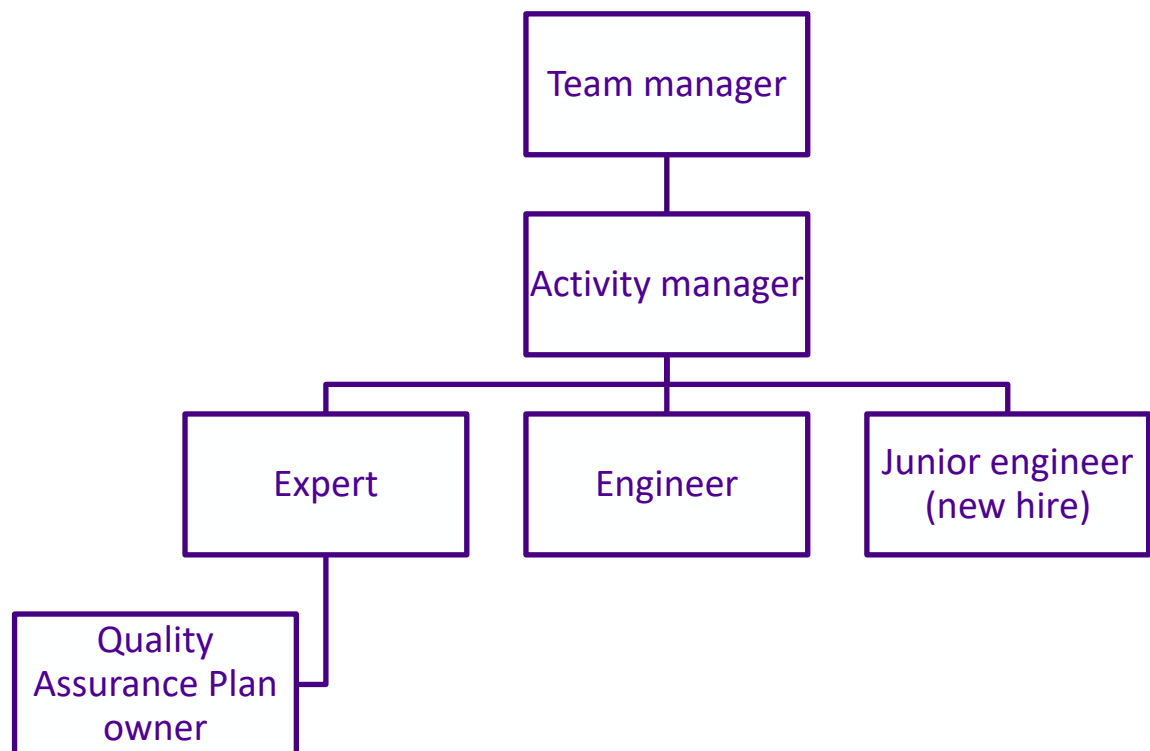 Team manager
Activity manager
Expert
Engineer
Junior engineer
(new hire)
Quality
Assurance Plan
owner